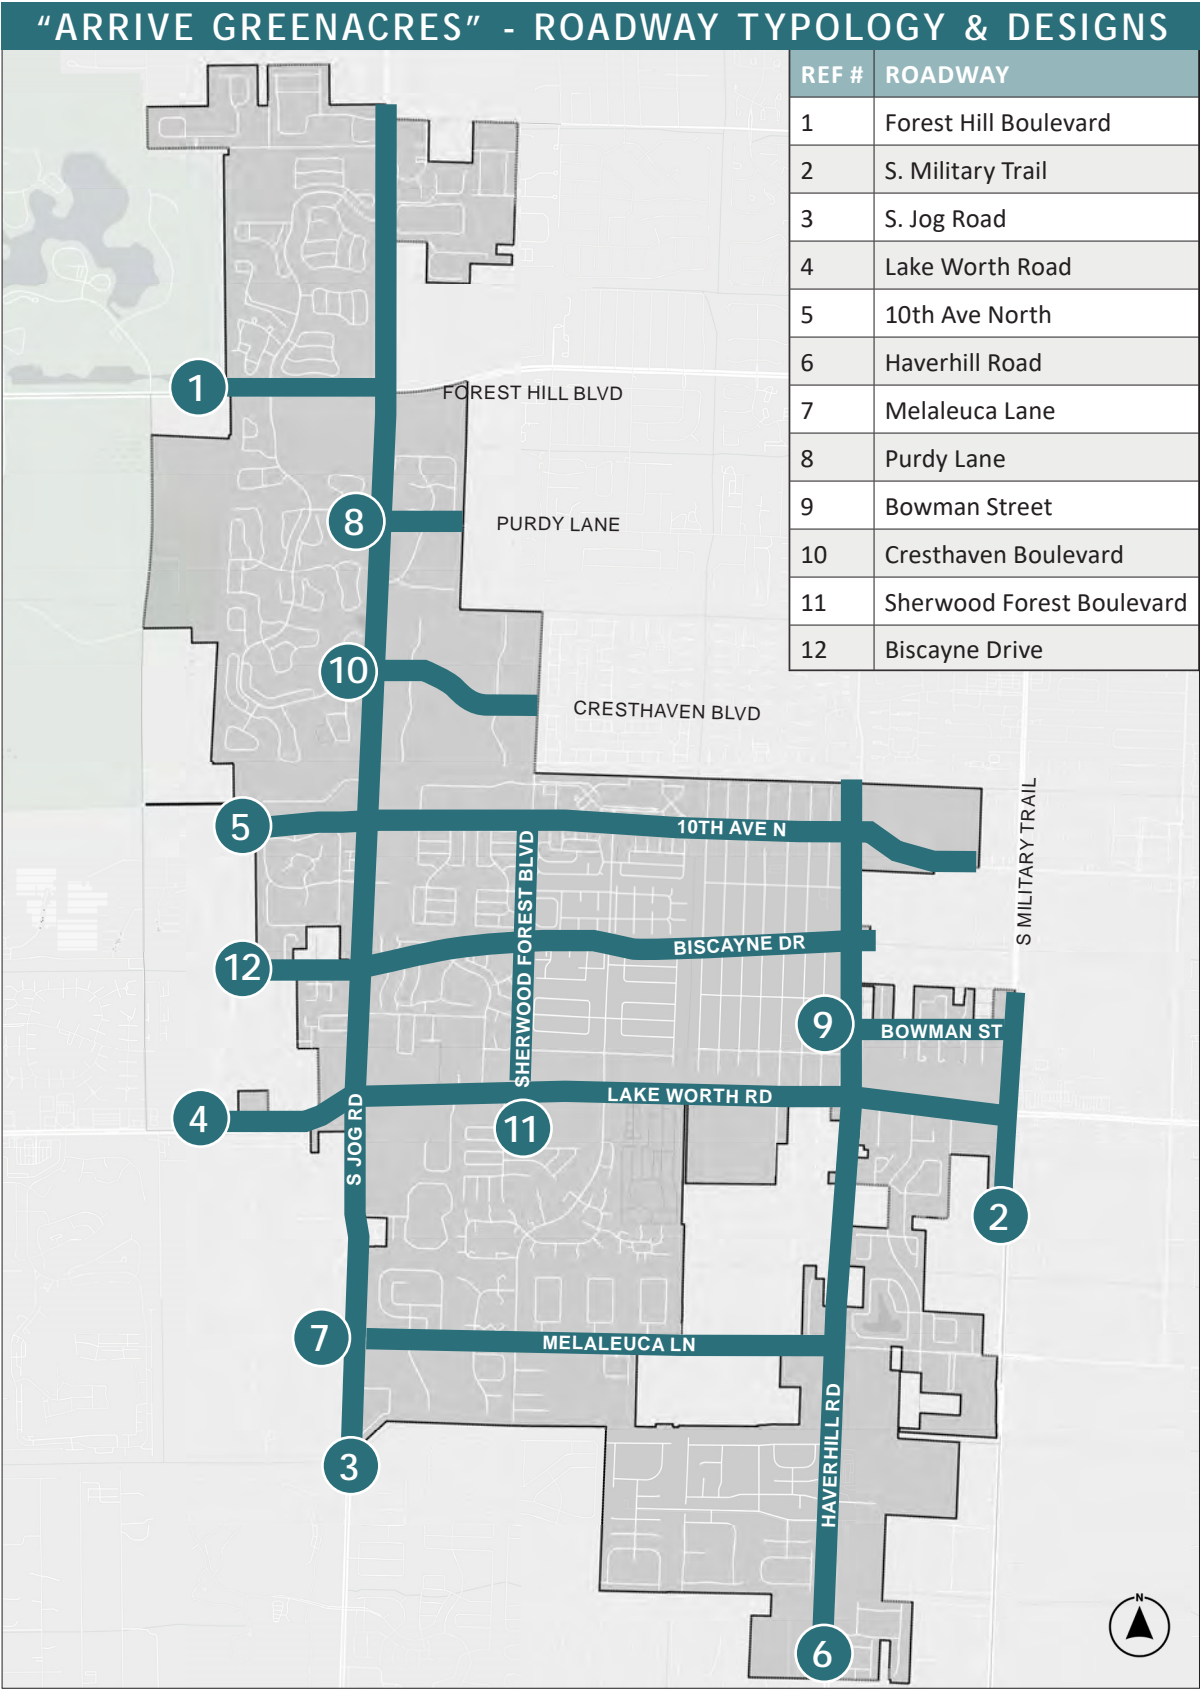 “ARRIVE GREENACRES” - ROADWAY TYPOLOGY & DESIGNS
REF # ROADWAY
1 Forest Hill Boulevard
2 S. Military Trail
3 S. Jog Road
4 Lake Worth Road
5 10th Ave North
6 Haverhill Road
7 Melaleuca Lane
8 Purdy Lane
9 Bowman Street
10 Cresthaven Boulevard
11 Sherwood Forest Boulevard
12 Biscayne Drive
1
FOREST HILL BLVD
8
PURDY LANE
10
CRESTHAVEN BLVD
5
10TH AVE N
SHERWOOD FOREST BLVD
S MILITARY TRAIL
12
BISCAYNE DR
9
BOWMAN ST
4
S JOG RD
LAKE WORTH RD
11
2
7
MELALEUCA LN
HAVERHILL RD
3
6
N